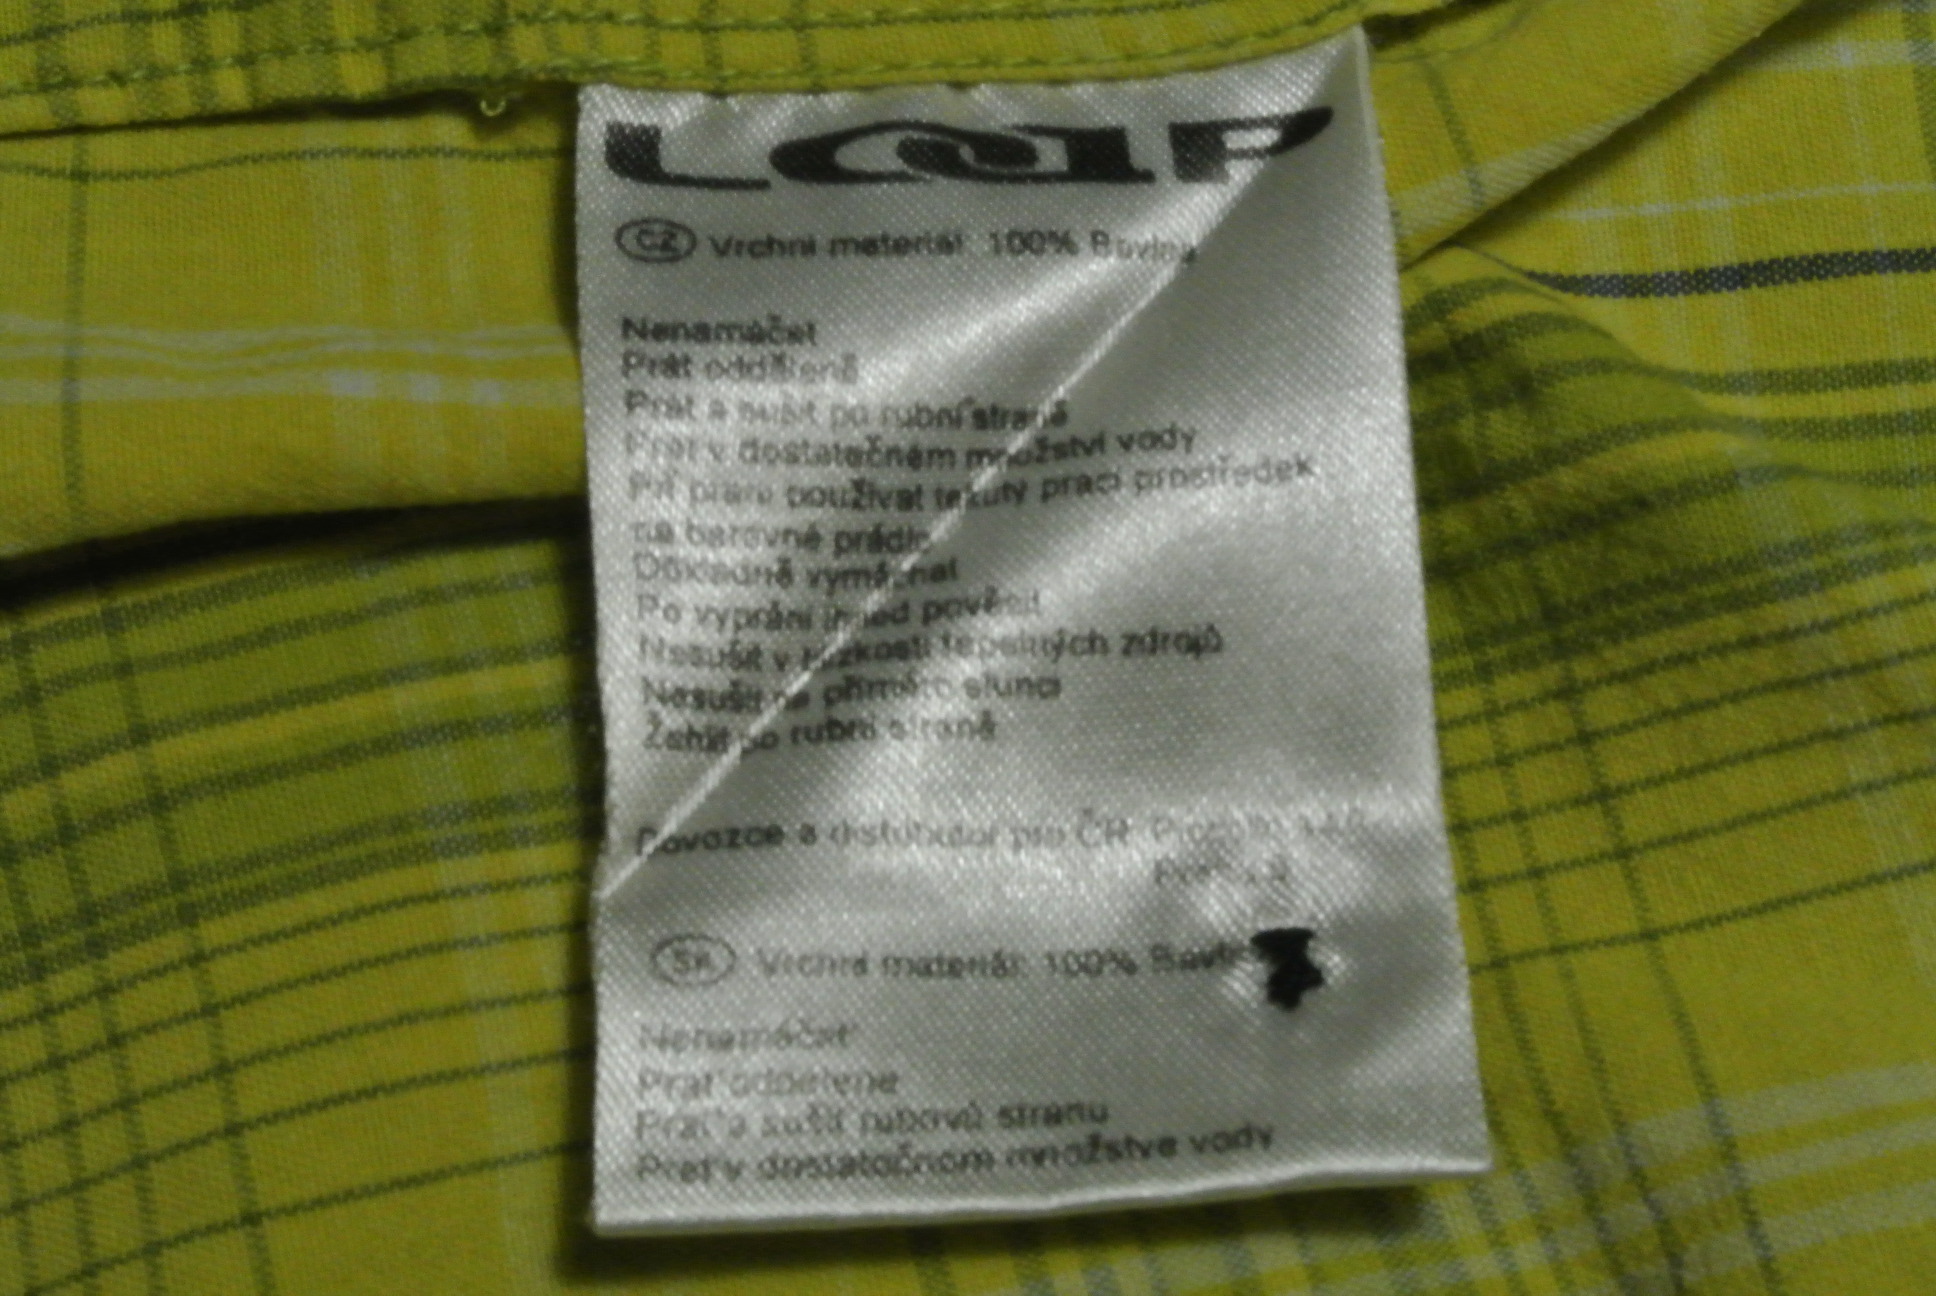 LOAP
CZ Vrchní materiál: 100% Bavlna
Nenamáčet
Prát odděleně
Prát a sušit po rubní straně
Prát v dostatečném množství vody
Při praní používat tekutý prací prostředek
na barevné prádlo
Důkladně vymáchat
Po vyprání ihned pověsit
Nesušit v blízkosti tepelných zdrojů
Nesušit na přímém slunci
Žehlit po rubní straně
Dovozce a distributor pro ČR:
SK Vrchní materiál: 100%
Nenamáčať
Prať oddelene
Prať a sušiť rubovú stranu
Prať v dostatočnom množstve vody